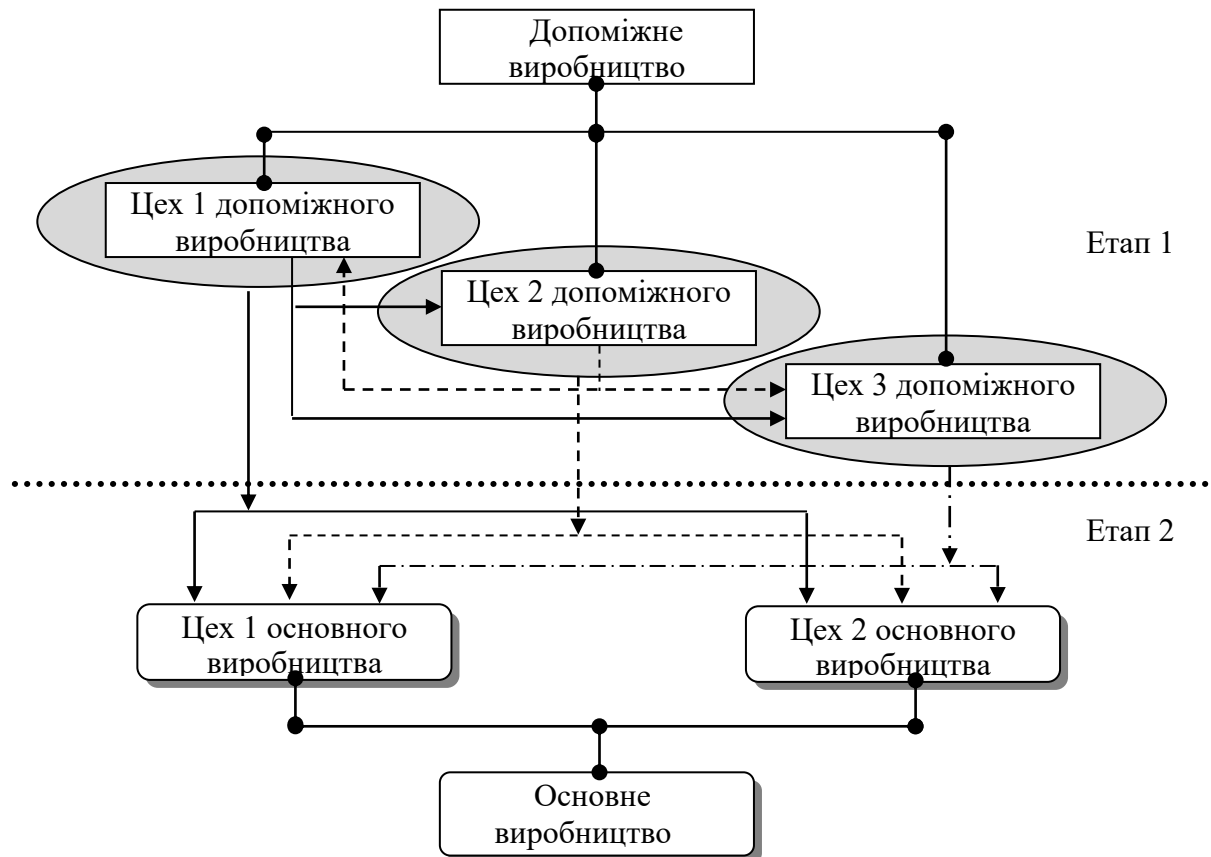 Допоміжне
виробництво
Цех 1 допоміжного
виробництва
Етап 1
Цех 2 допоміжного
виробництва
Цех 3 допоміжного
виробництва
Етап 2
Цех 1 основного
виробництва
Цех 2 основного
виробництва
Основне
виробництво